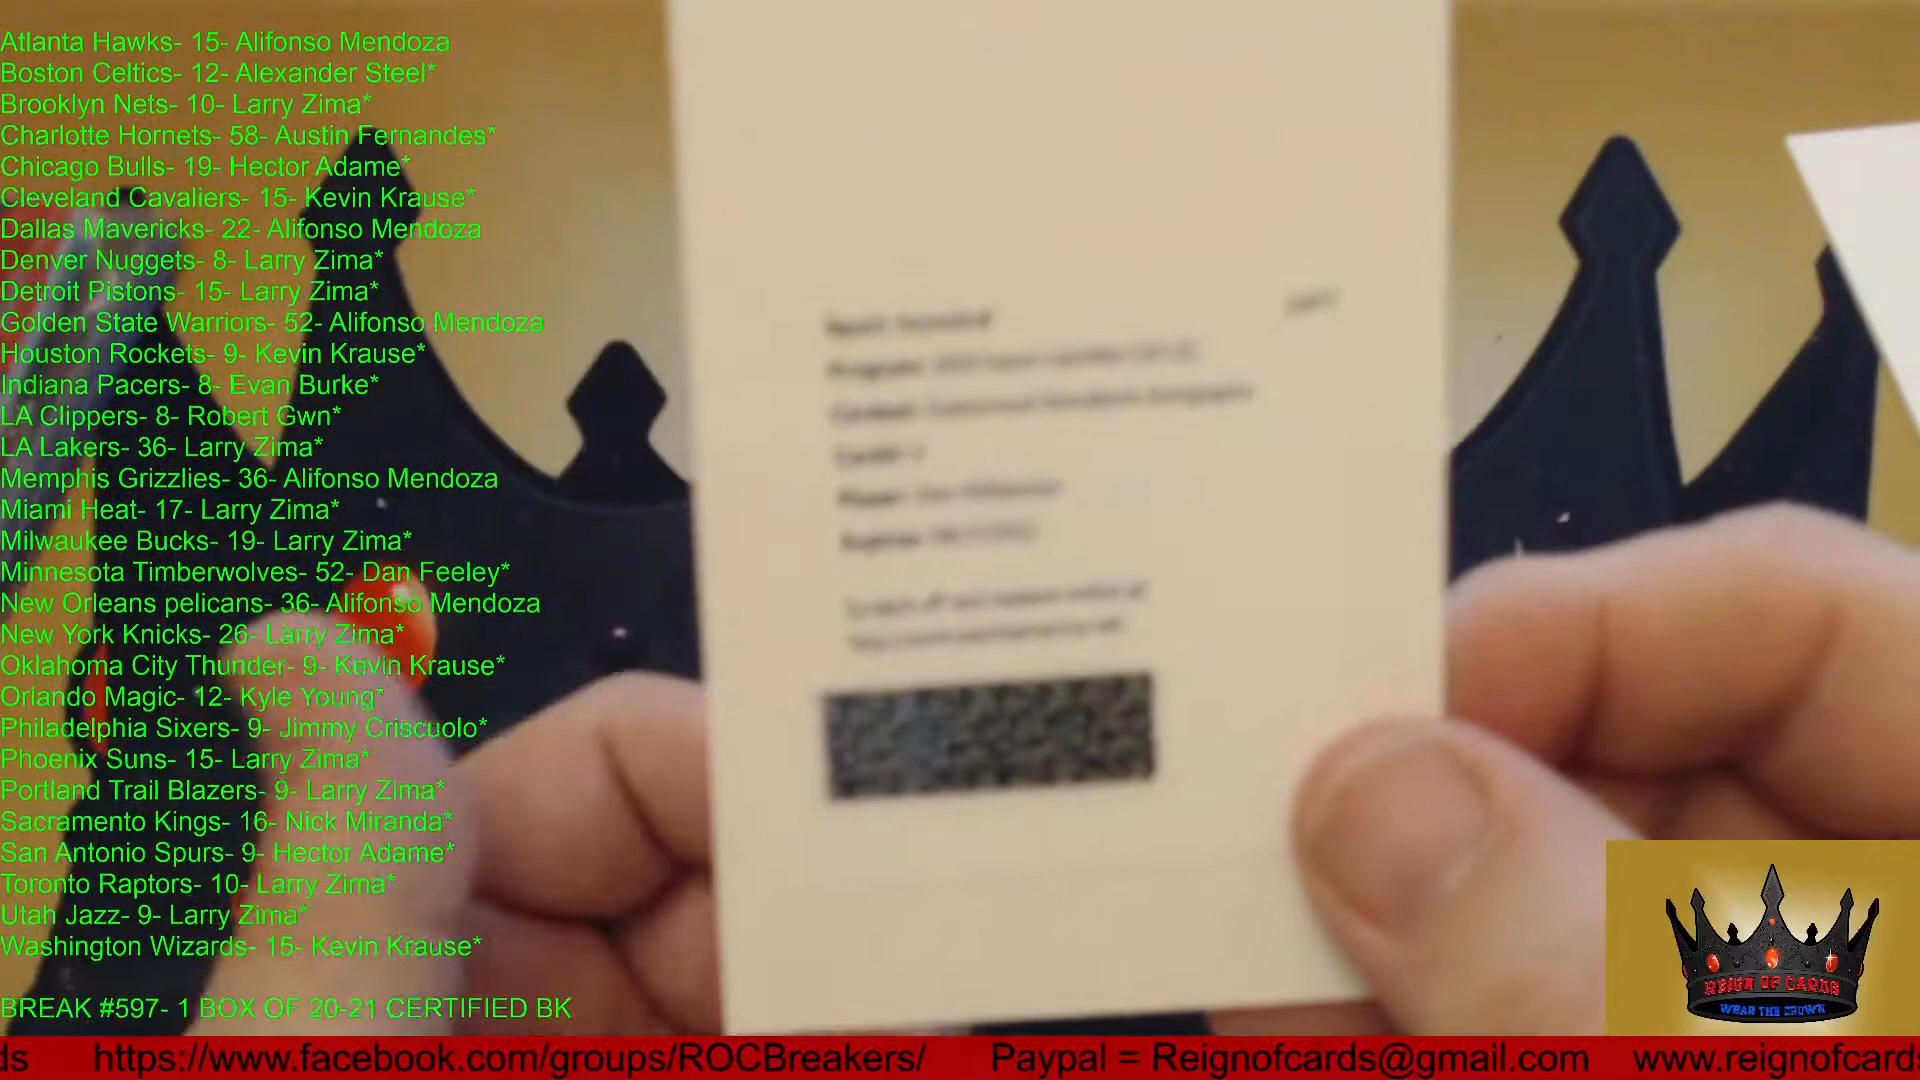 Atlanta Hawks- 15- Alifonso Mendoza
Boston Celtics- 12- Alexander Steel*
Brooklyn Nets- 10- Larry Zima*
Charlotte Hornets- 58- Austin Fernandes*
Chicago Bulls- 19- Hector Adame*
Cleveland Cavaliers- 15- Kevin Krause*
Dallas Mavericks- 22- Alifonso Mendoza
Denver Nuggets- 8- Larry Zima*
Detroit Pistons- 15- Larry Zima*
Golden State Warriors- 52- Alifonso Mendoza
Houston Rockets- 9- Kevin Krause*
Indiana Pacers- 8- Evan Burke*
LA Clippers- 8- Robert Gwn*
LA Lakers- 36- Larry Zima*
Memphis Grizzlies- 36- Alifonso Mendoza
Miami Heat- 17- Larry Zima*
Milwaukee Bucks- 19- Larry Zima*
Minnesota Timberwolves- 52- Dan Feeley*
New Orleans pelicans- 36- Alifonso Mendoza
New York Knicks- 26- Larry Zima*
Oklahoma City Thunder- 9- Kevin Krause*
Orlando Magic- 12- Kyle Young*
Philadelphia Sixers- 9- Jimmy Criscuolo*
Phoenix Suns- 15- Larry Zima*
Portland Trail Blazers- 9- Larry Zima*
Sacramento Kings- 16- Nick Miranda*
San Antonio Spurs- 9- Hector Adame*
Toronto Raptors- 10- Larry Zima*
Utah Jazz- 9- Larry Zima*
Washington Wizards- 15- Kevin Krause*
BREAK #597- 1 BOX OF 20-21 CERTIFIED BK
Program:
Player:
REIGN OF CARDS
WEAR THE CROWN
ds https://www.facebook.com/groups/ROCBreakers/ Paypal = Reignofcards@gmail.com www.reignofcards